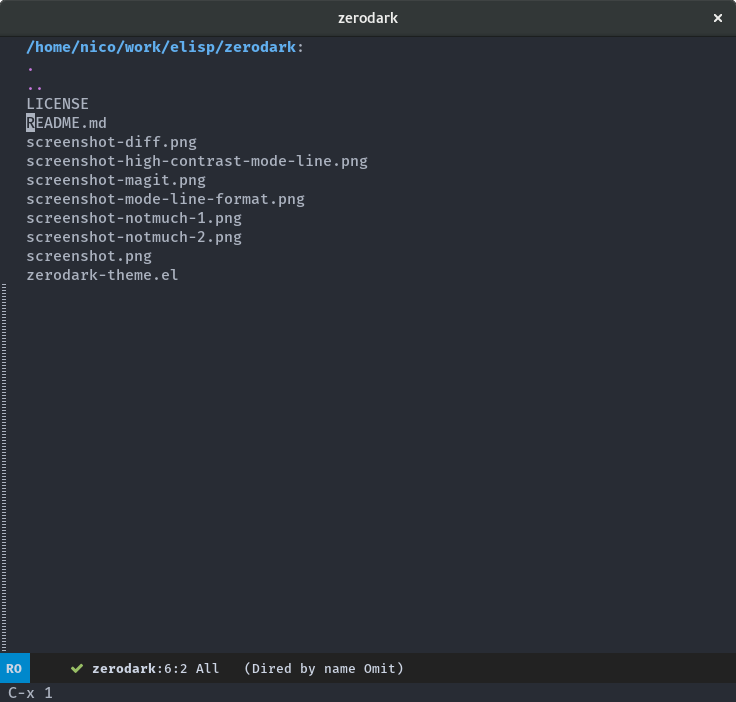 zerodark ×
/home/nico/work/elisp/zerodark:
.
..
LICENSE
README.md
screenshot-diff.png
screenshot-high-contrast-mode-line.png
screenshot-magit.png
screenshot-mode-line-format.png
screenshot-notmuch-1.png
screenshot-notmuch-2.png
screenshot.png
zerodark-theme.el
RO ✔ zerodark:6:2 All (Dired by name Omit)
C-x 1